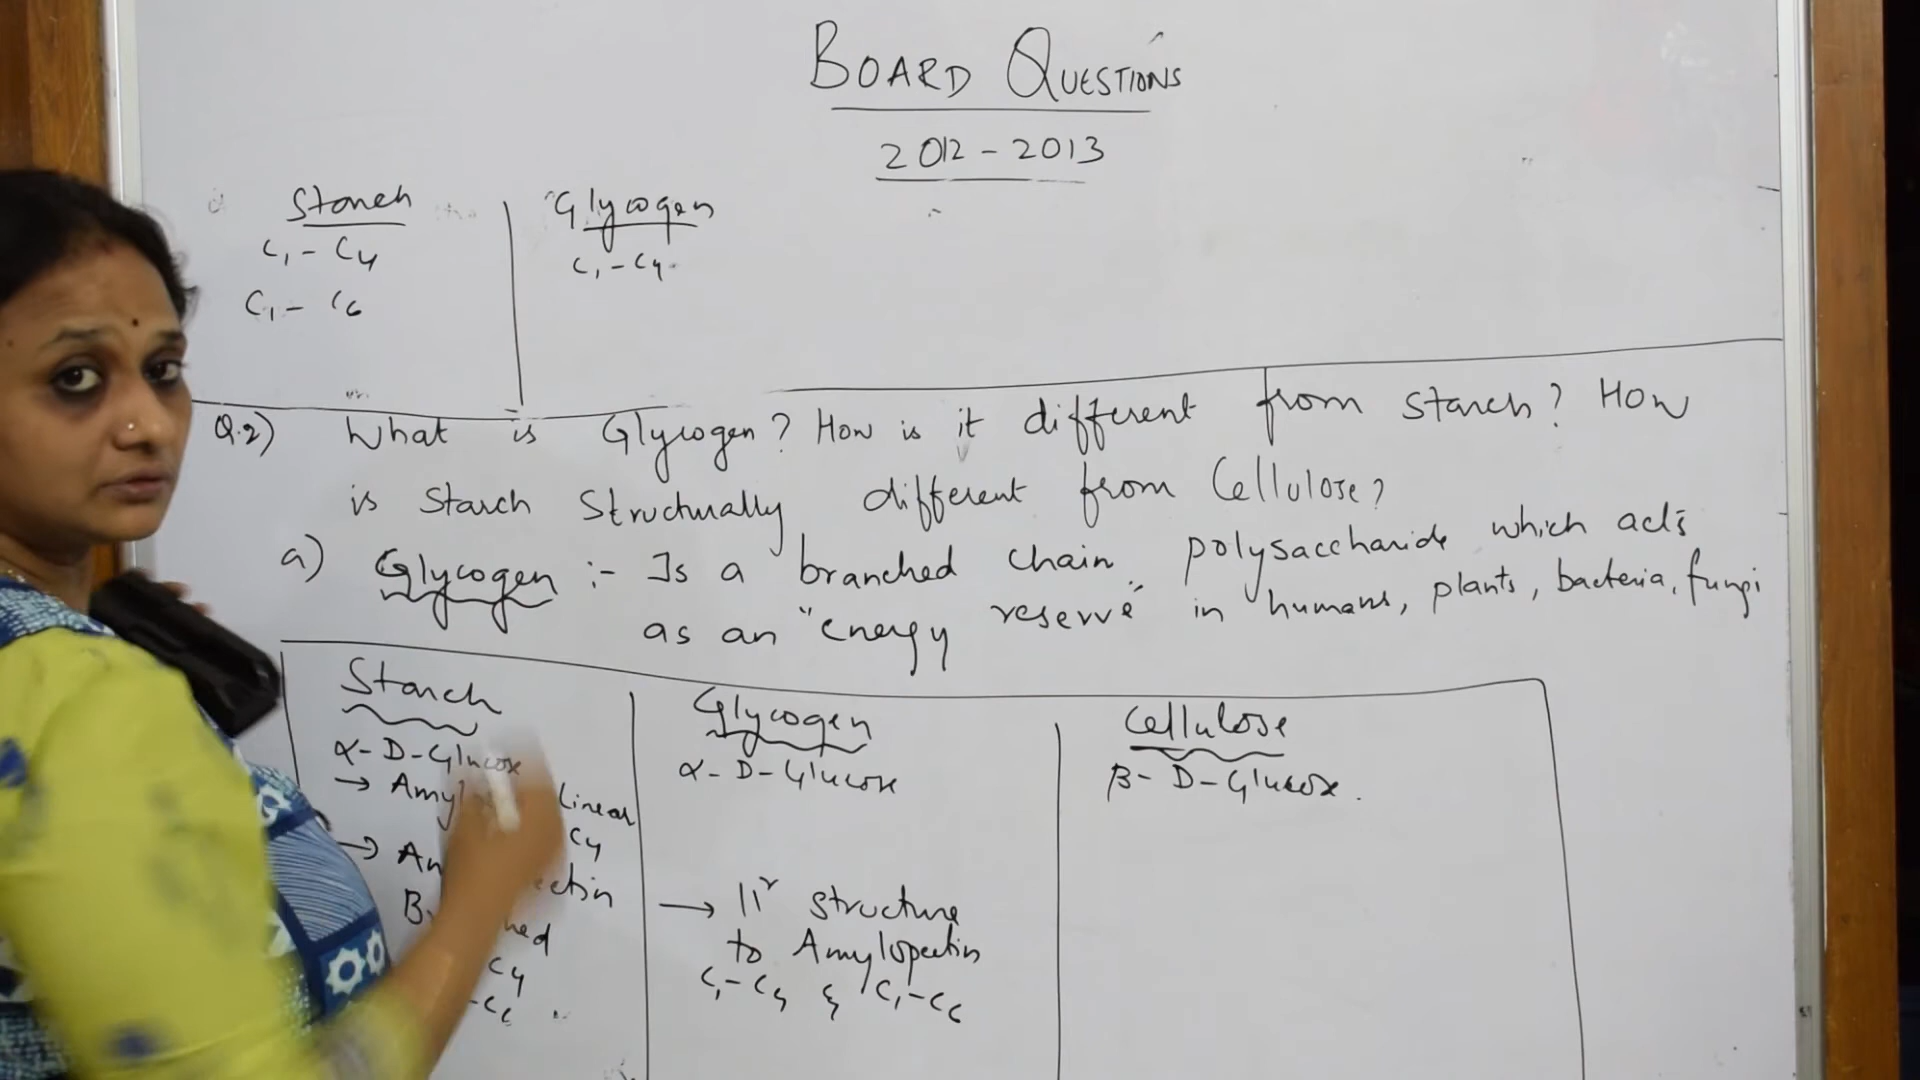 BOARD QUESTIONS
2012 - 2013
Starch
C1 - C4
C1 - C6
Glycogen
C1 - C4
Q.2) What is Glycogen? How is it different from starch? How
is starch structurally different from Cellulose?
a) Glycogen :- Is a branched chain polysaccharide which acts
as an "energy reserve" in humans, plants, bacteria, fungi
Starch
α-D-Glucose
→ Amyl Linear
C4
→ Am ectin
B ched
C4
-C6
Glycogen
α-D-Glucose
→ 11r structure
to Amylopectin
C1-C4 & C1-C6
Cellulose
β-D-Glucose.